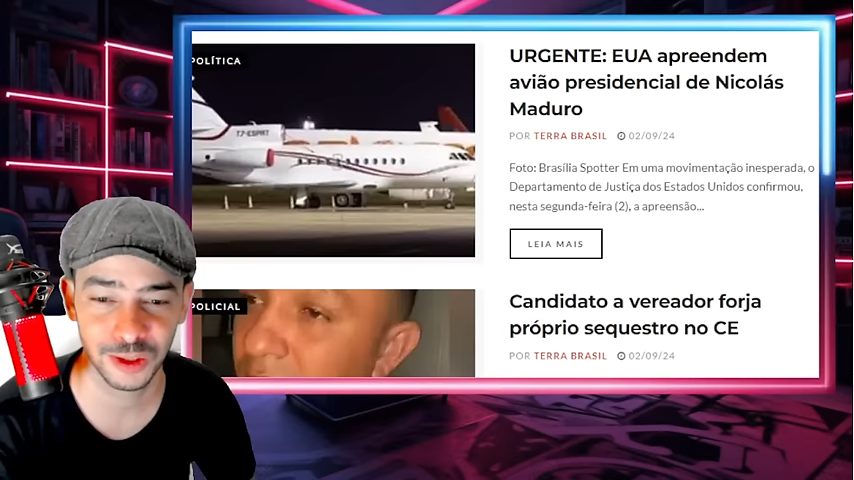 POLÍTICA
T7-ESPRT
URGENTE: EUA apreendem
avião presidencial de Nicolás
Maduro
POR TERRA BRASIL 02/09/24
Foto: Brasília Spotter Em uma movimentação inesperada, o
Departamento de Justiça dos Estados Unidos confirmou,
nesta segunda-feira (2), a apreensão...
LEIA MAIS
POLICIAL
Candidato a vereador forja
próprio sequestro no CE
POR TERRA BRASIL 02/09/24